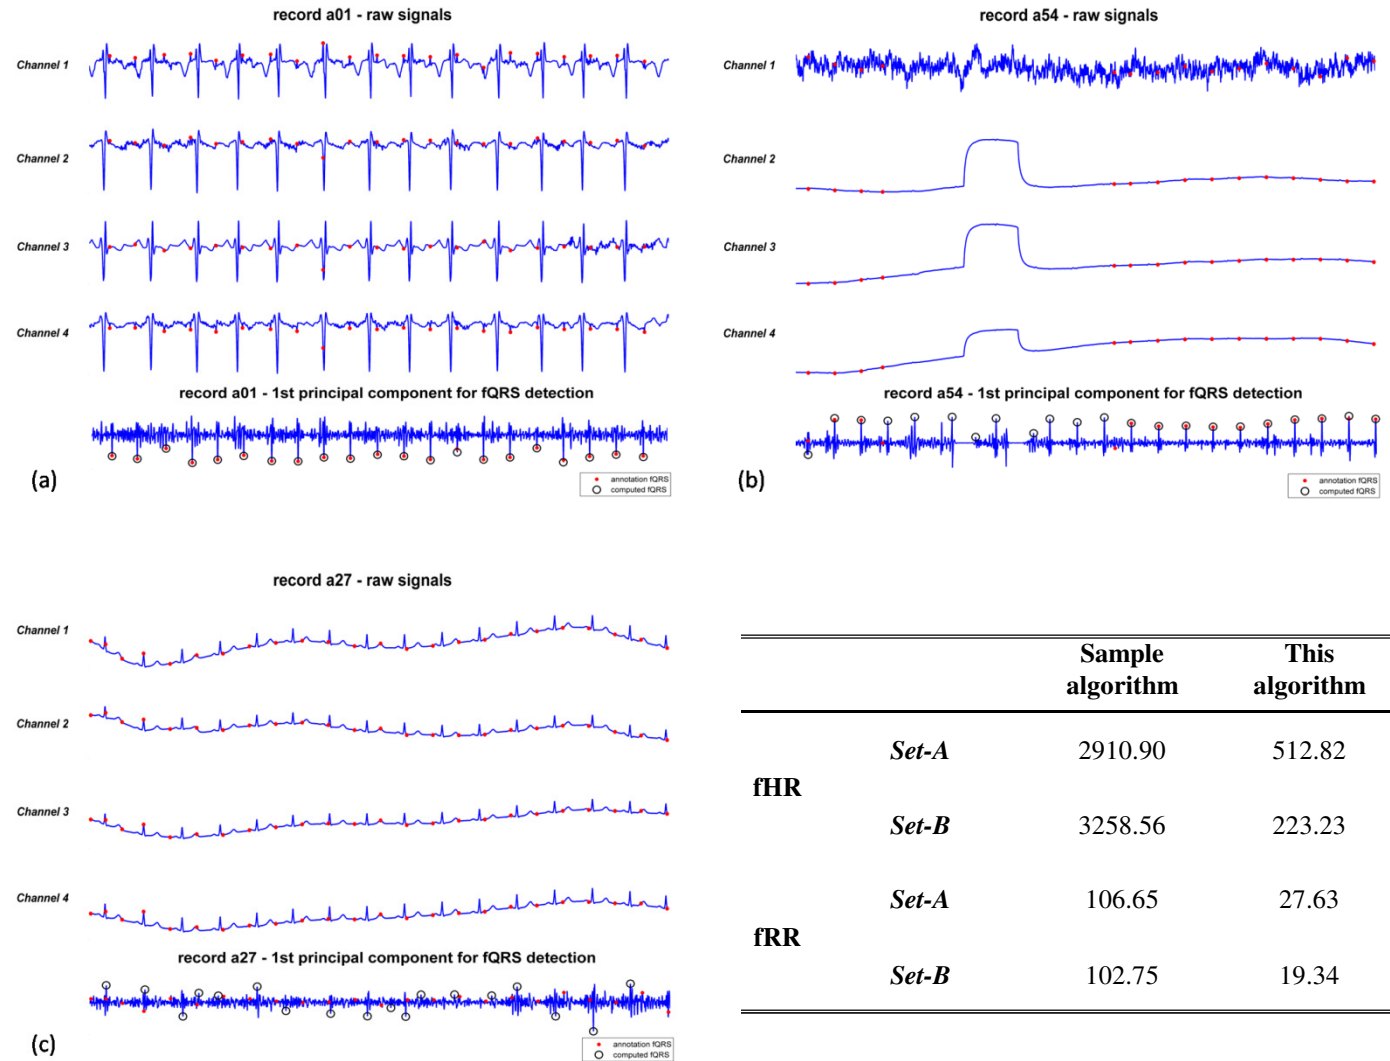 record a01 - raw signals
Channel 1
Channel 2
Channel 3
Channel 4
record a01 - 1st principal component for fQRS detection
annotation fQRS
computed fQRS
(a)
record a54 - raw signals
Channel 1
Channel 2
Channel 3
Channel 4
record a54 - 1st principal component for fQRS detection
annotation fQRS
computed fQRS
(b)
record a27 - raw signals
Channel 1
Channel 2
Channel 3
Channel 4
record a27 - 1st principal component for fQRS detection
annotation fQRS
computed fQRS
(c)
Sample algorithm This algorithm
fHR
Set-A 2910.90 512.82
Set-B 3258.56 223.23
fRR
Set-A 106.65 27.63
Set-B 102.75 19.34